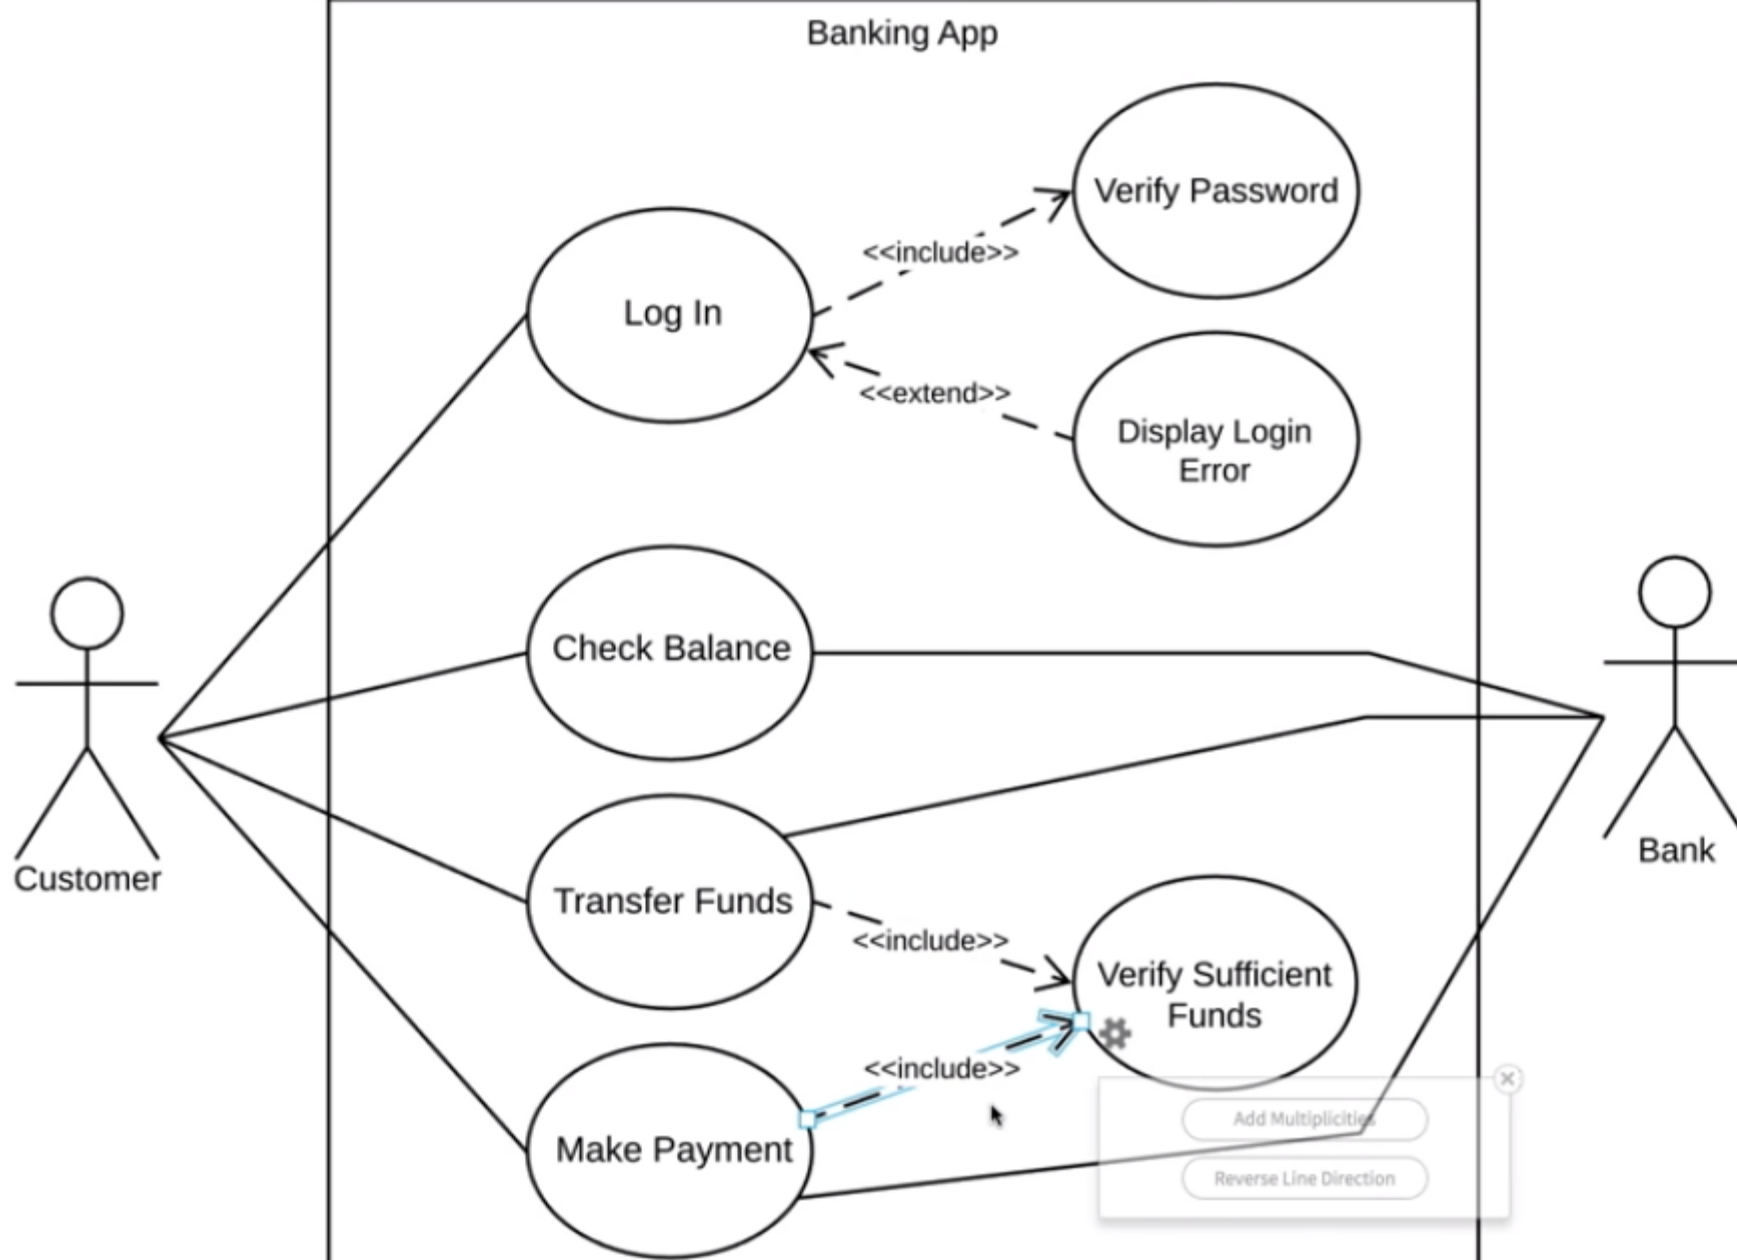 Banking App
Verify Password
<<include>>
Log In
<<extend>>
Display Login
Error
Check Balance
Customer
Bank
Transfer Funds
<<include>>
Verify Sufficient
Funds
<<include>>
Add Multiplicities
Make Payment
Reverse Line Direction